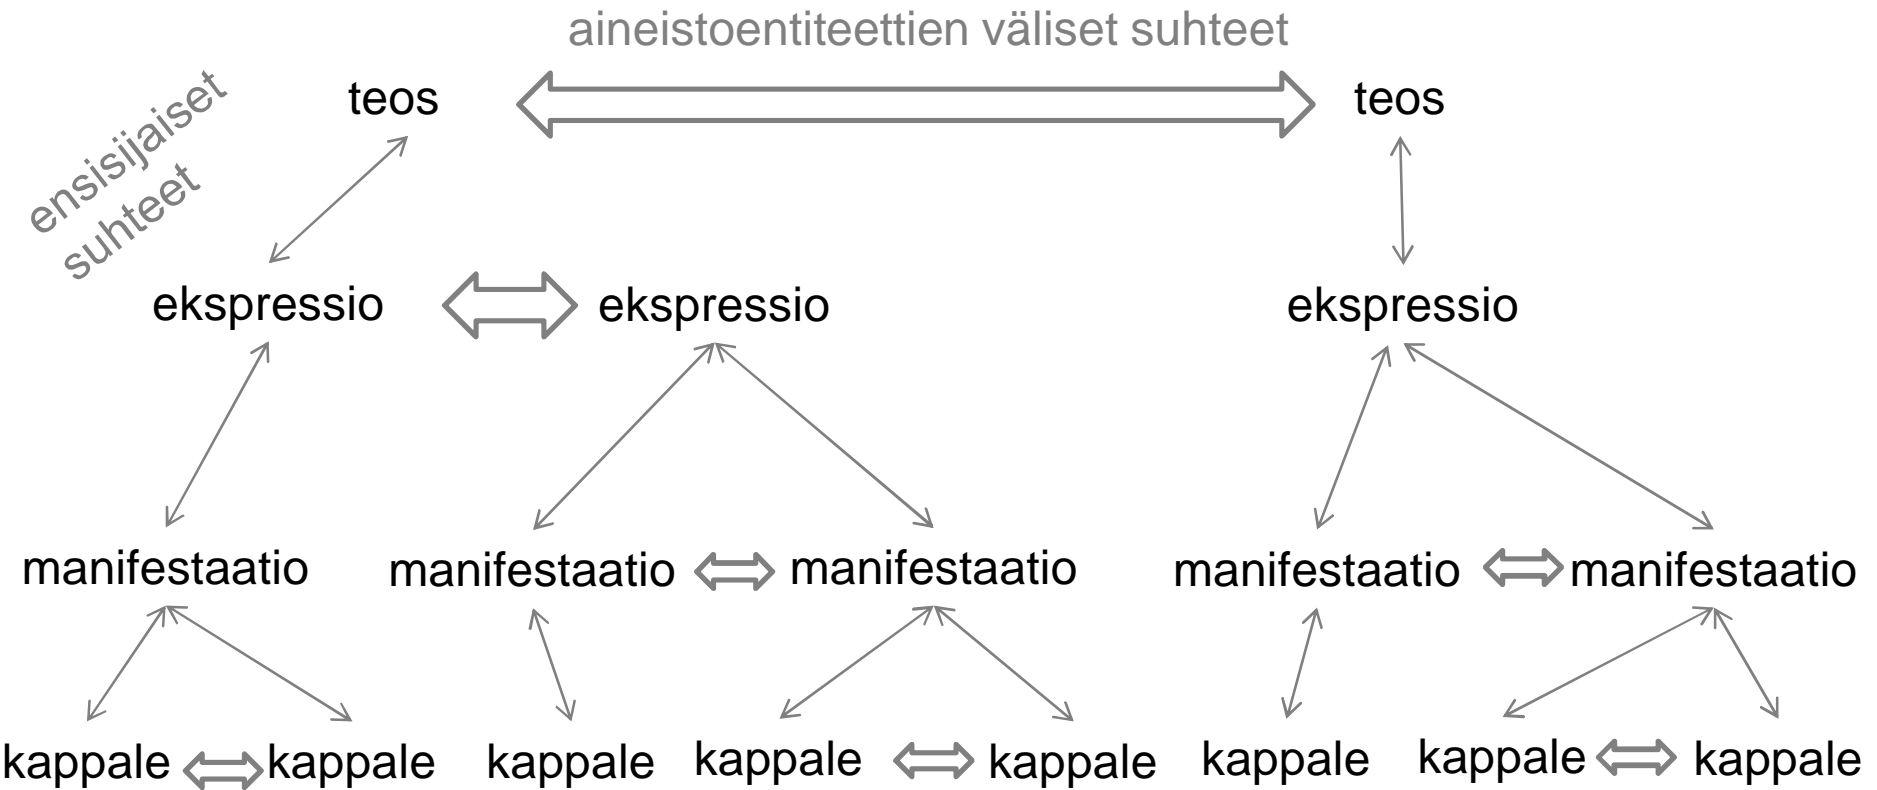 aineistoentiteettien väliset suhteet
ensisijaiset
suhteet
teos
teos
ekspressio
ekspressio
ekspressio
manifestaatio
manifestaatio
manifestaatio
manifestaatio
manifestaatio
kappale
kappale
kappale
kappale
kappale
kappale
kappale
kappale